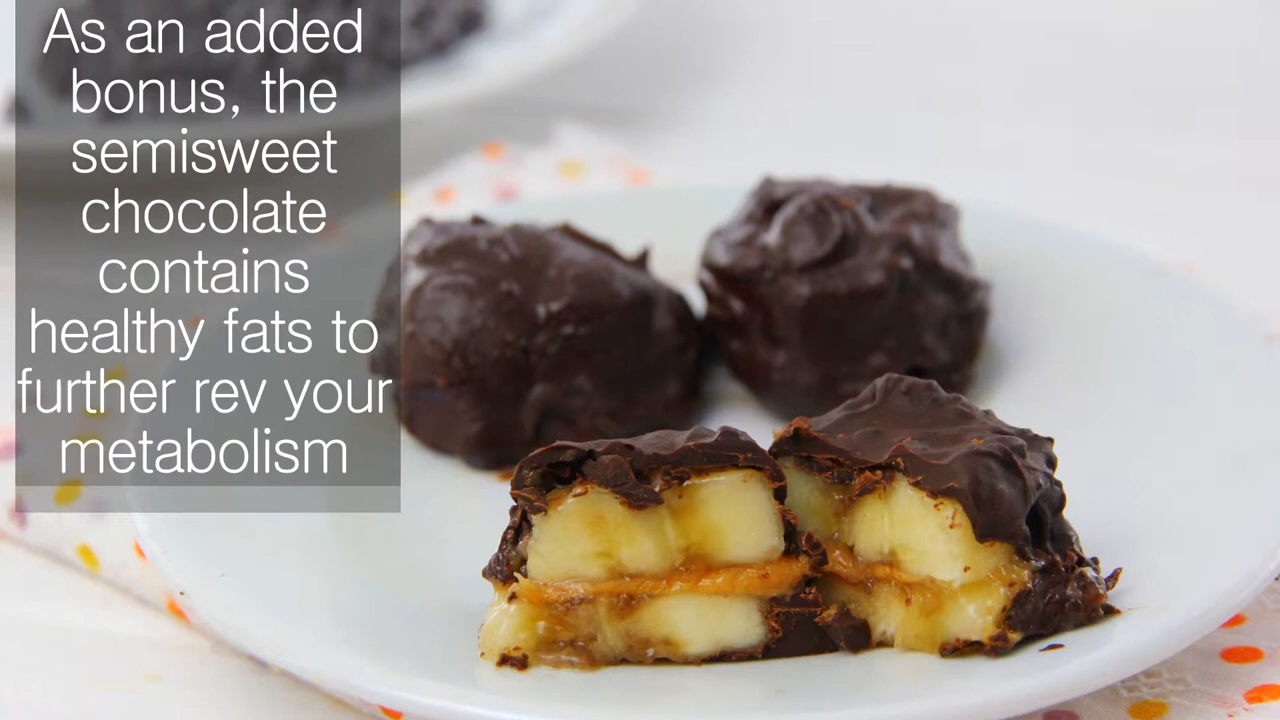 As an added
bonus, the
semisweet
chocolate
contains
healthy fats to
further rev your
metabolism